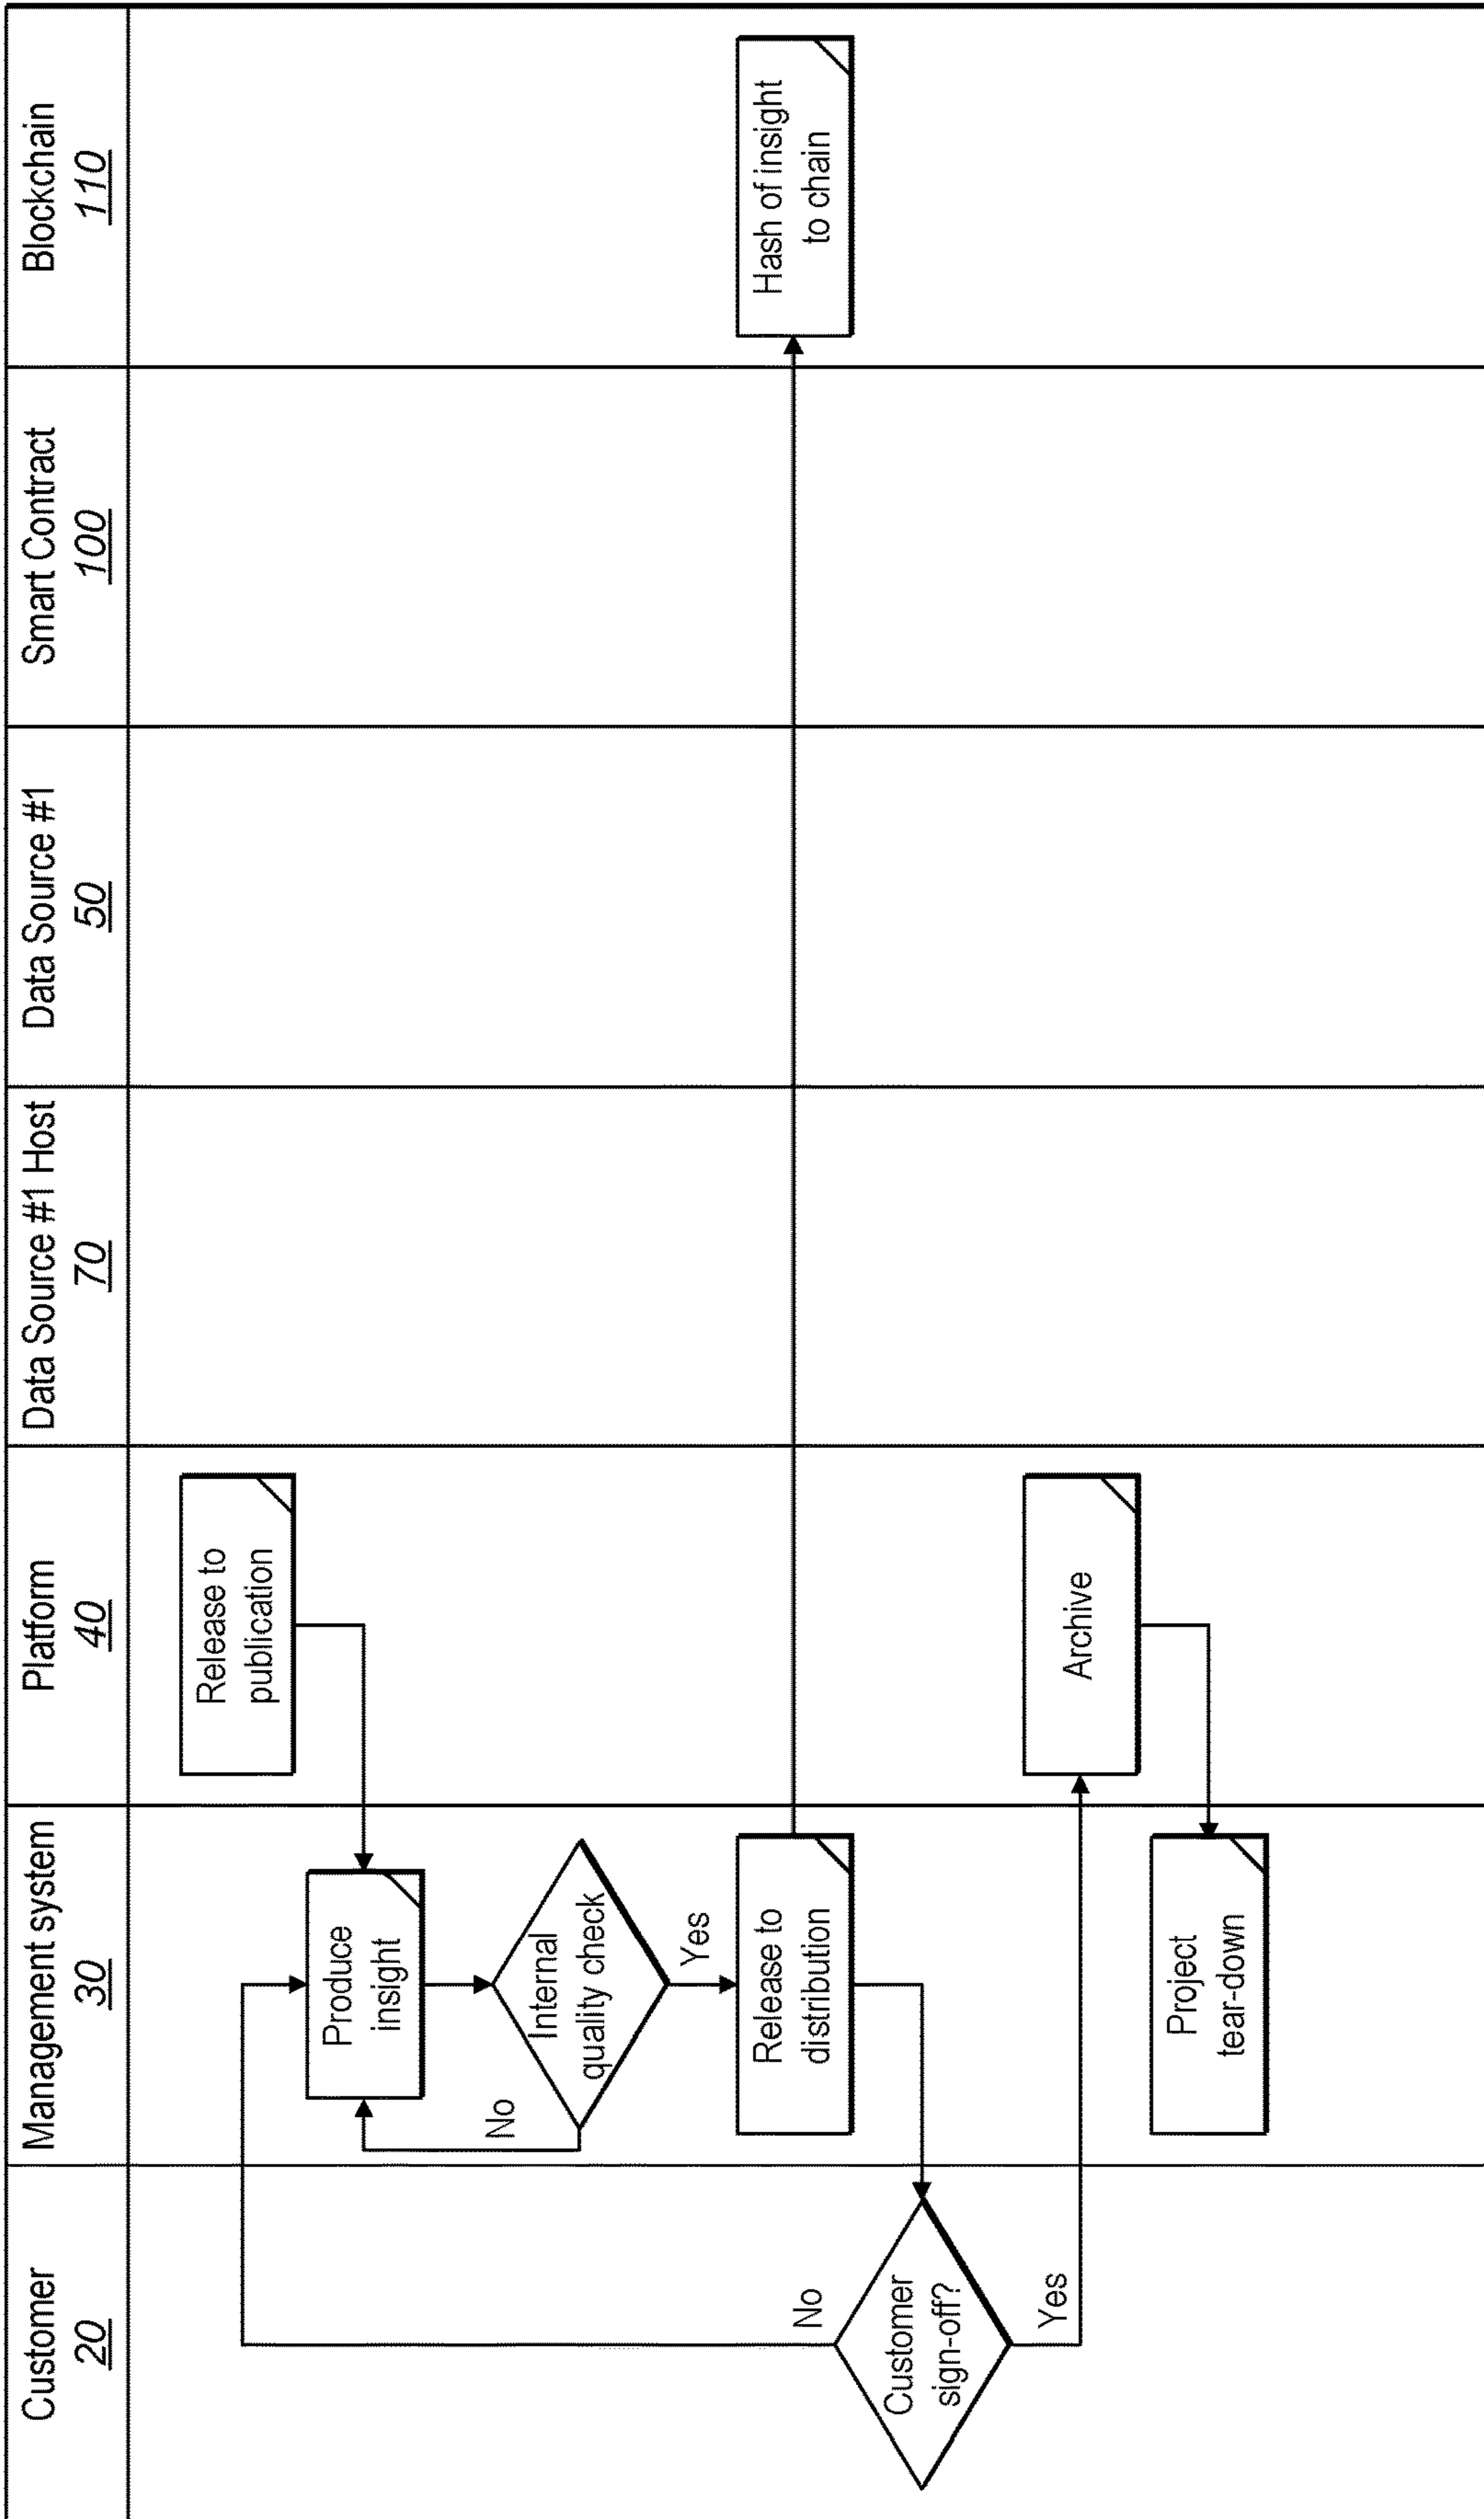 Customer
20
Management system
30
Platform
40
Data Source #1 Host
70
Data Source #1
50
Smart Contract
100
Blockchain
110
Release to
publication
Produce
insight
No
Internal
quality check
Yes
Release to
distribution
Hash of insight
to chain
No
Customer
sign-off?
Yes
Archive
Project
tear-down